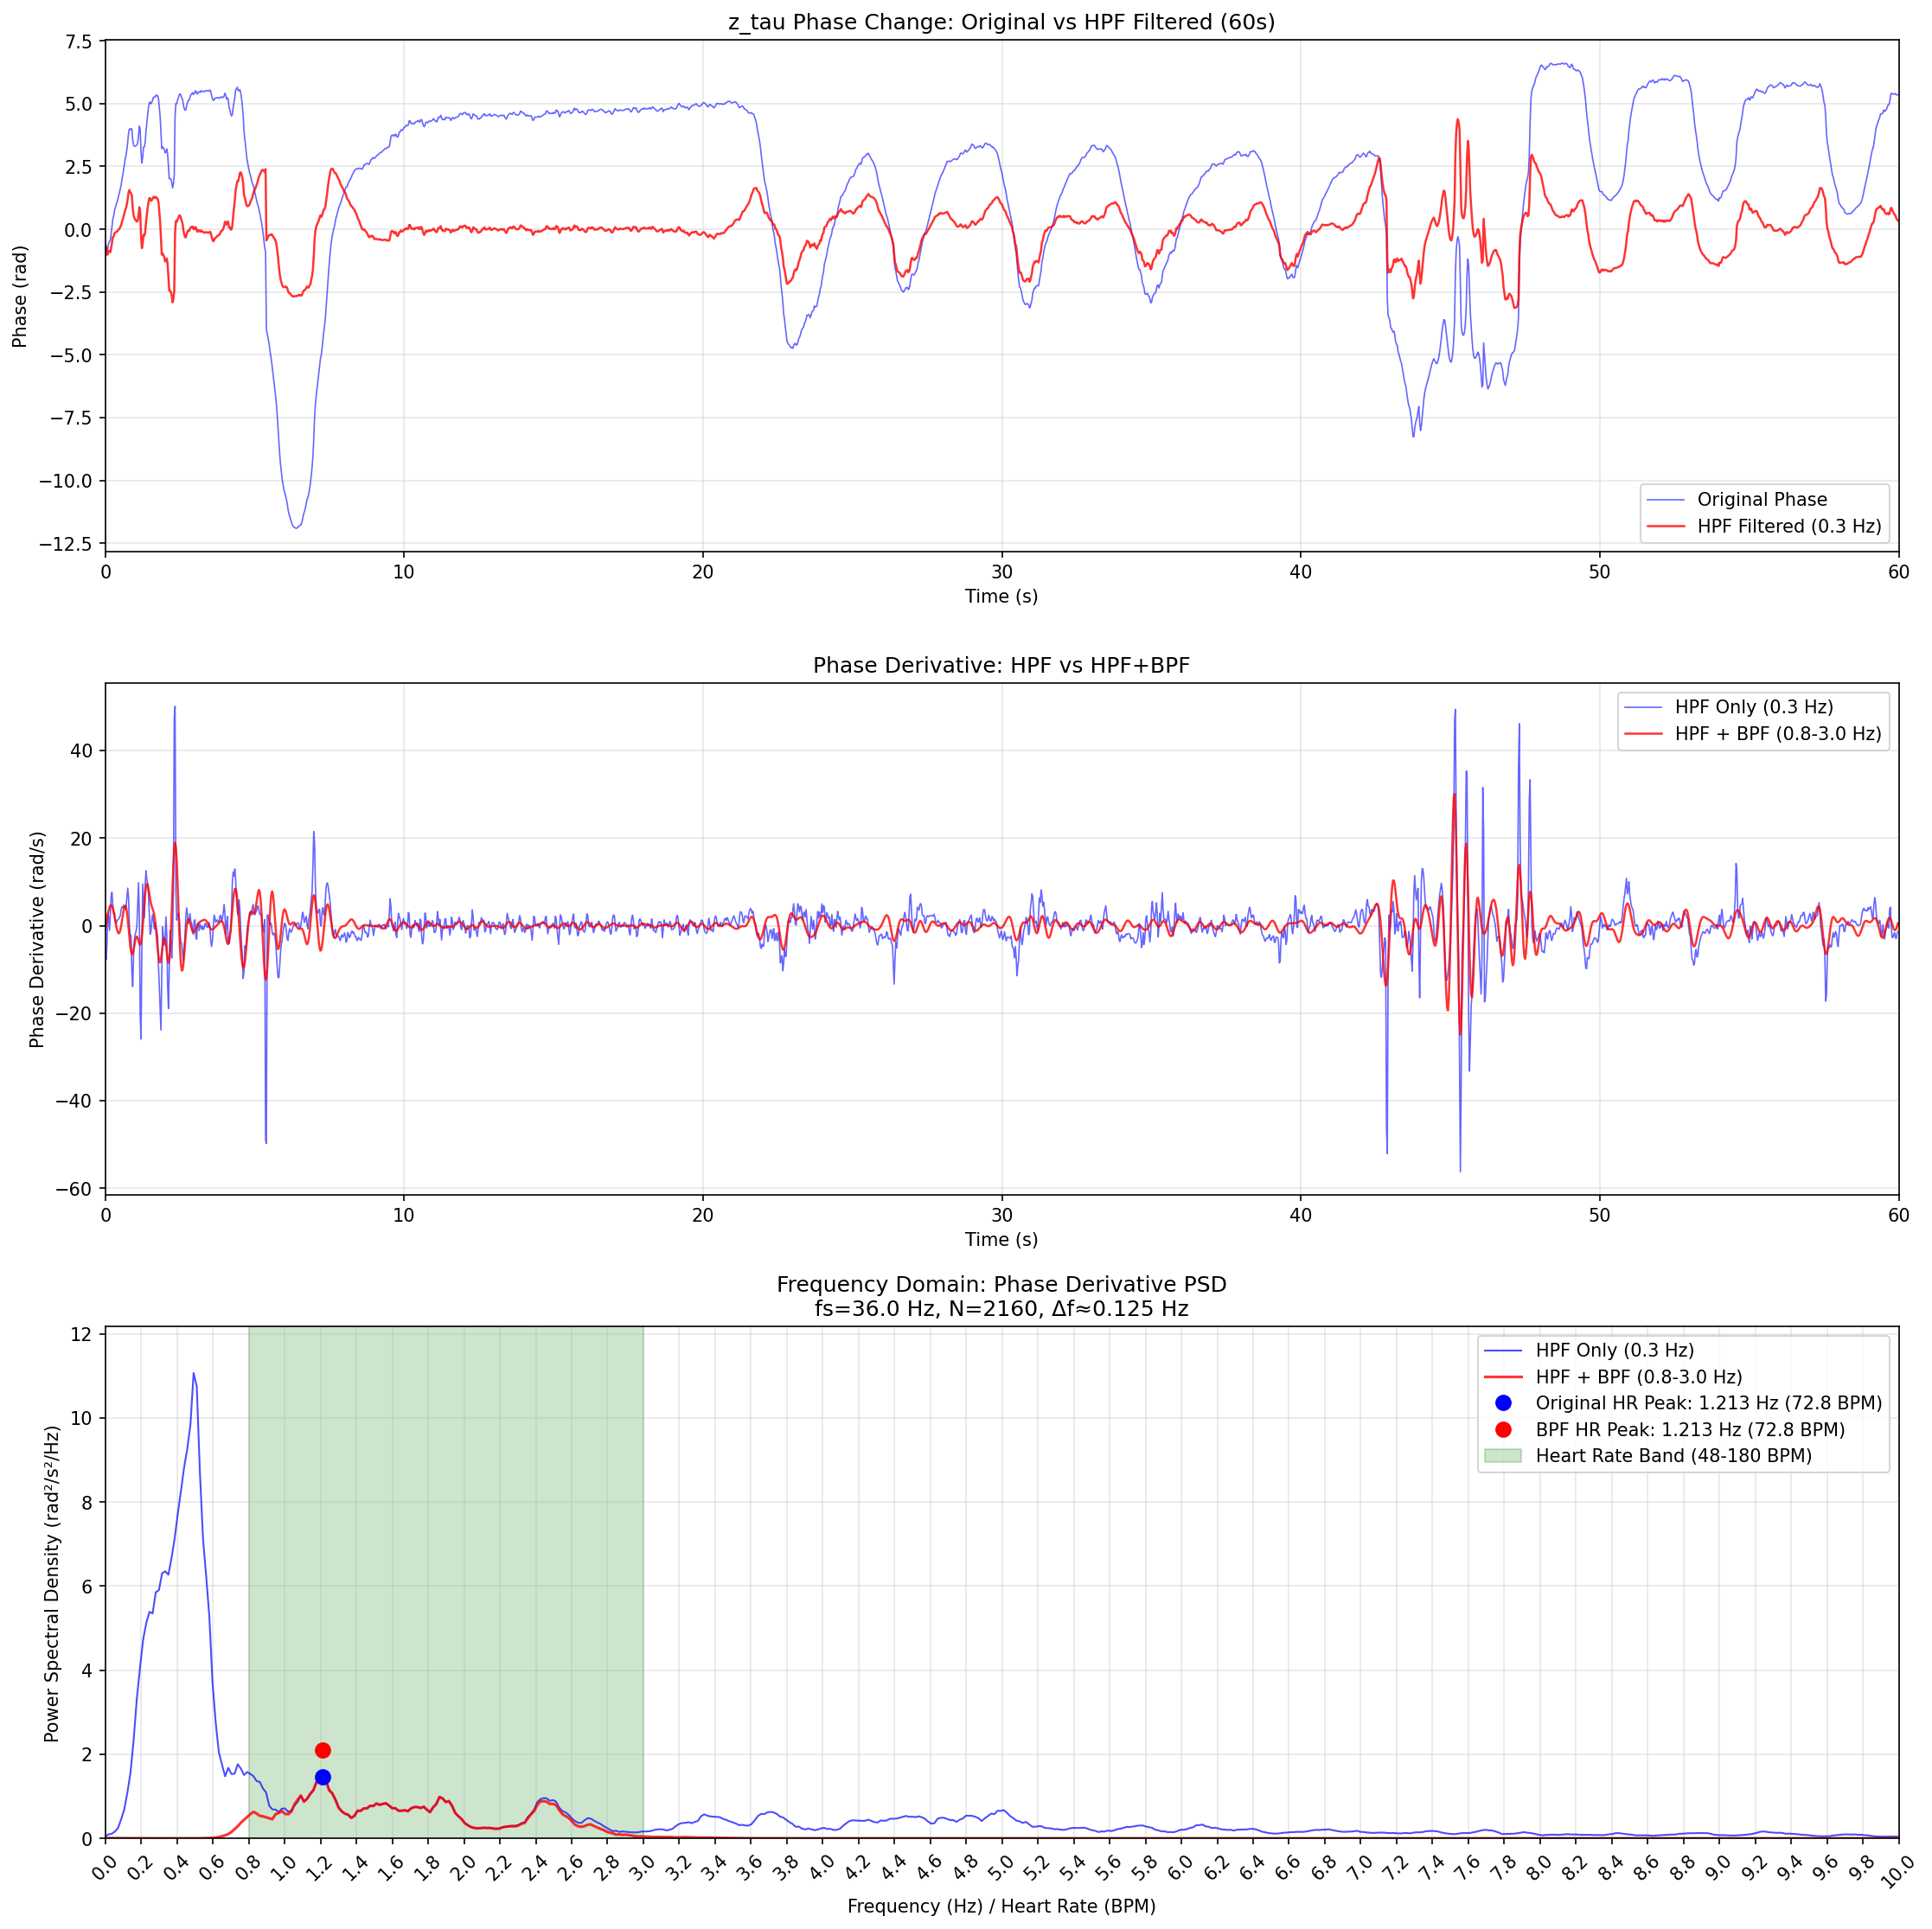 z_tau Phase Change: Original vs HPF Filtered (60s)
7.5
5.0
2.5
0.0
−2.5
−5.0
−7.5
−10.0
−12.5
Phase (rad)
Original Phase
HPF Filtered (0.3 Hz)
0 10 20 30 40 50 60
Time (s)
Phase Derivative: HPF vs HPF+BPF
40
20
0
−20
−40
−60
Phase Derivative (rad/s)
HPF Only (0.3 Hz)
HPF + BPF (0.8-3.0 Hz)
0 10 20 30 40 50 60
Time (s)
Frequency Domain: Phase Derivative PSD
fs=36.0 Hz, N=2160, Δf≈0.125 Hz
12
10
8
6
4
2
0
Power Spectral Density (rad²/s²/Hz)
HPF Only (0.3 Hz)
HPF + BPF (0.8-3.0 Hz)
Original HR Peak: 1.213 Hz (72.8 BPM)
BPF HR Peak: 1.213 Hz (72.8 BPM)
Heart Rate Band (48-180 BPM)
0.0 0.2 0.4 0.6 0.8 1.0 1.2 1.4 1.6 1.8 2.0 2.2 2.4 2.6 2.8 3.0 3.2 3.4 3.6 3.8 4.0 4.2 4.4 4.6 4.8 5.0 5.2 5.4 5.6 5.8 6.0 6.2 6.4 6.6 6.8 7.0 7.2 7.4 7.6 7.8 8.0 8.2 8.4 8.6 8.8 9.0 9.2 9.4 9.6 9.8 10.0
Frequency (Hz) / Heart Rate (BPM)